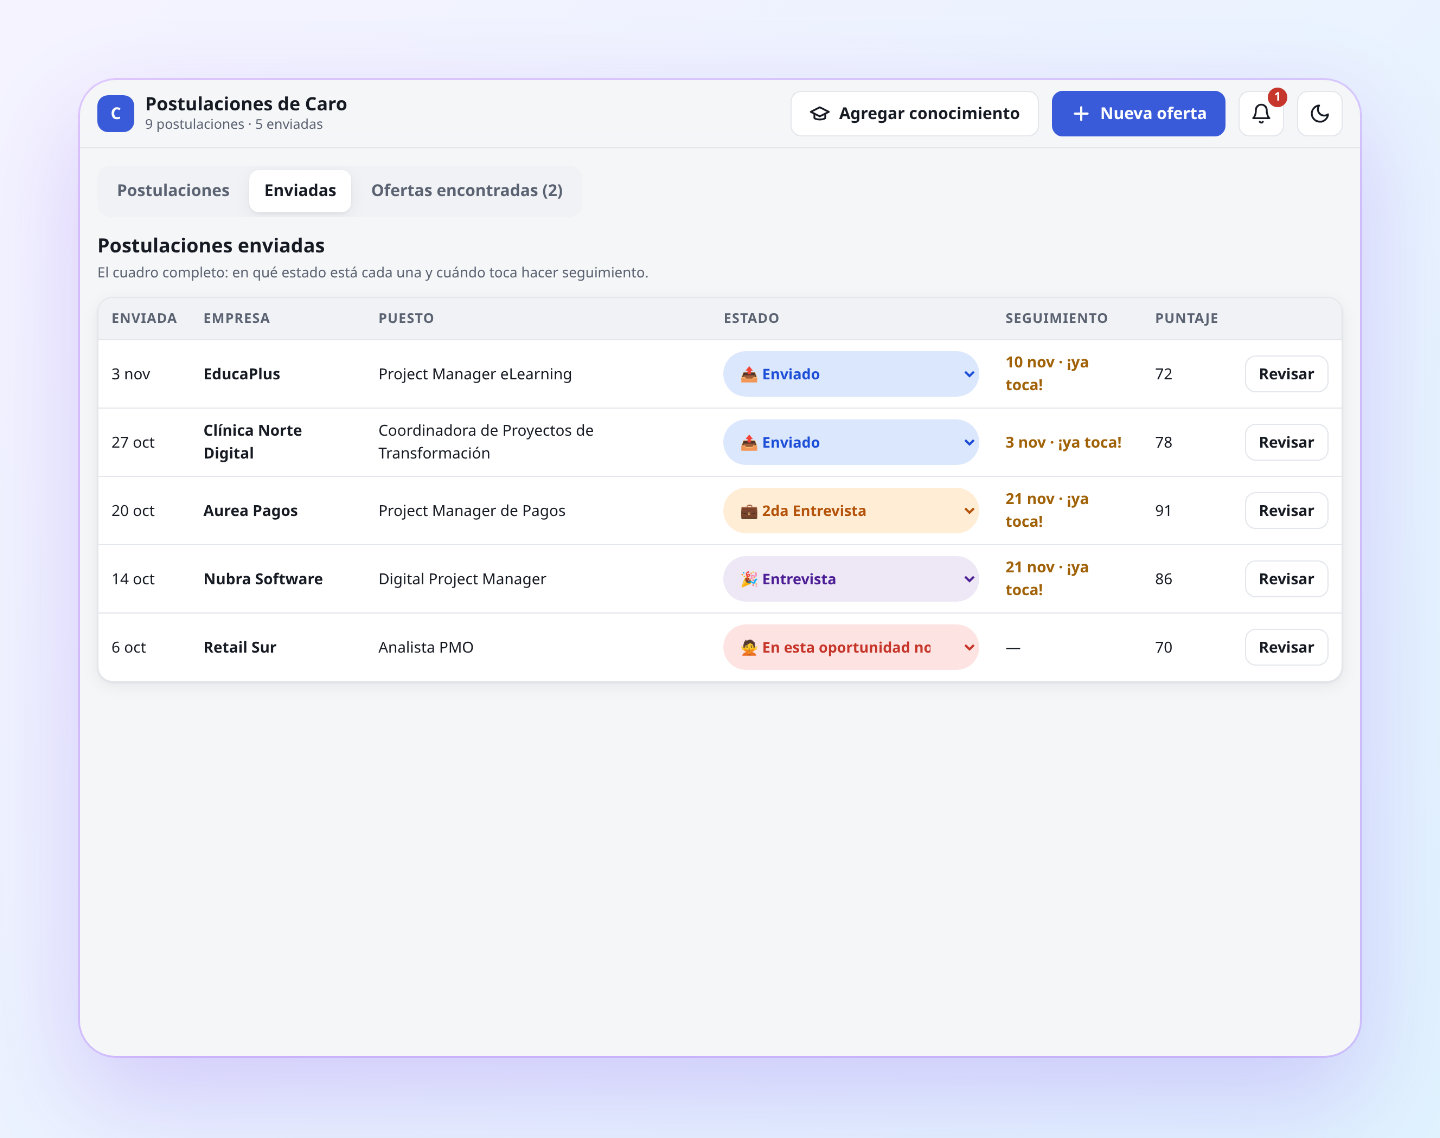 C
Postulaciones de Caro
9 postulaciones · 5 enviadas
Agregar conocimiento
Nueva oferta
1
Postulaciones
Enviadas
Ofertas encontradas (2)
Postulaciones enviadas
El cuadro completo: en qué estado está cada una y cuándo toca hacer seguimiento.
ENVIADA EMPRESA PUESTO ESTADO SEGUIMIENTO PUNTAJE
3 nov EducaPlus Project Manager eLearning Enviado 10 nov · ¡ya
toca! 72 Revisar
27 oct Clínica Norte
Digital Coordinadora de Proyectos de
Transformación Enviado 3 nov · ¡ya toca! 78 Revisar
20 oct Aurea Pagos Project Manager de Pagos 2da Entrevista 21 nov · ¡ya
toca! 91 Revisar
14 oct Nubra Software Digital Project Manager Entrevista 21 nov · ¡ya
toca! 86 Revisar
6 oct Retail Sur Analista PMO En esta oportunidad no — 70 Revisar